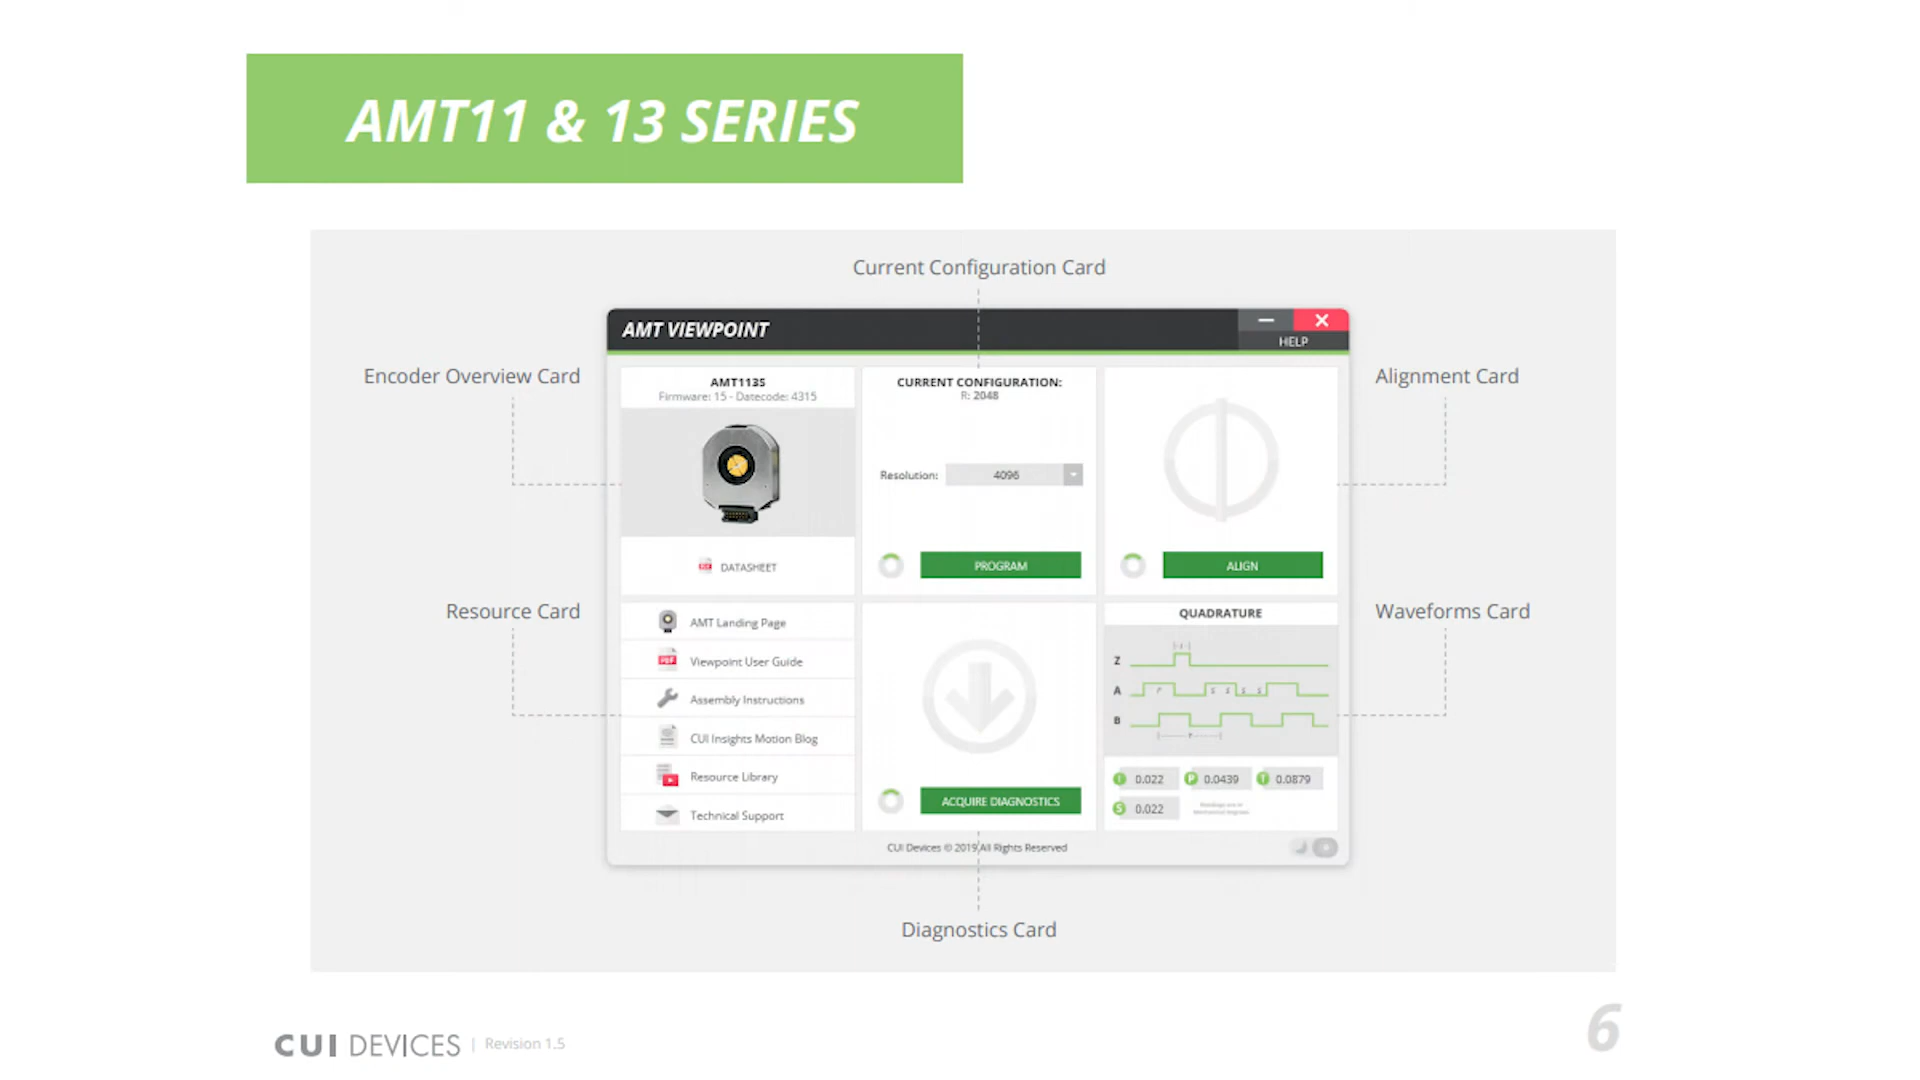 AMT11 & 13 SERIES
Current Configuration Card
AMT VIEWPOINT
HELP
Encoder Overview Card
Alignment Card
AMT113S
Firmware: 15 - Datecode: 4315
CURRENT CONFIGURATION:
R: 2048
Resolution: 4096
DATASHEET
PROGRAM
ALIGN
Resource Card
Waveforms Card
AMT Landing Page
Viewpoint User Guide
Assembly Instructions
CUI Insights Motion Blog
Resource Library
Technical Support
ACQUIRE DIAGNOSTICS
QUADRATURE
Z
A
B
I 0.022 P 0.0439 T 0.0879
S 0.022
CUI Devices © 2019 All Rights Reserved
Diagnostics Card
CUI DEVICES | Revision 1.5
6